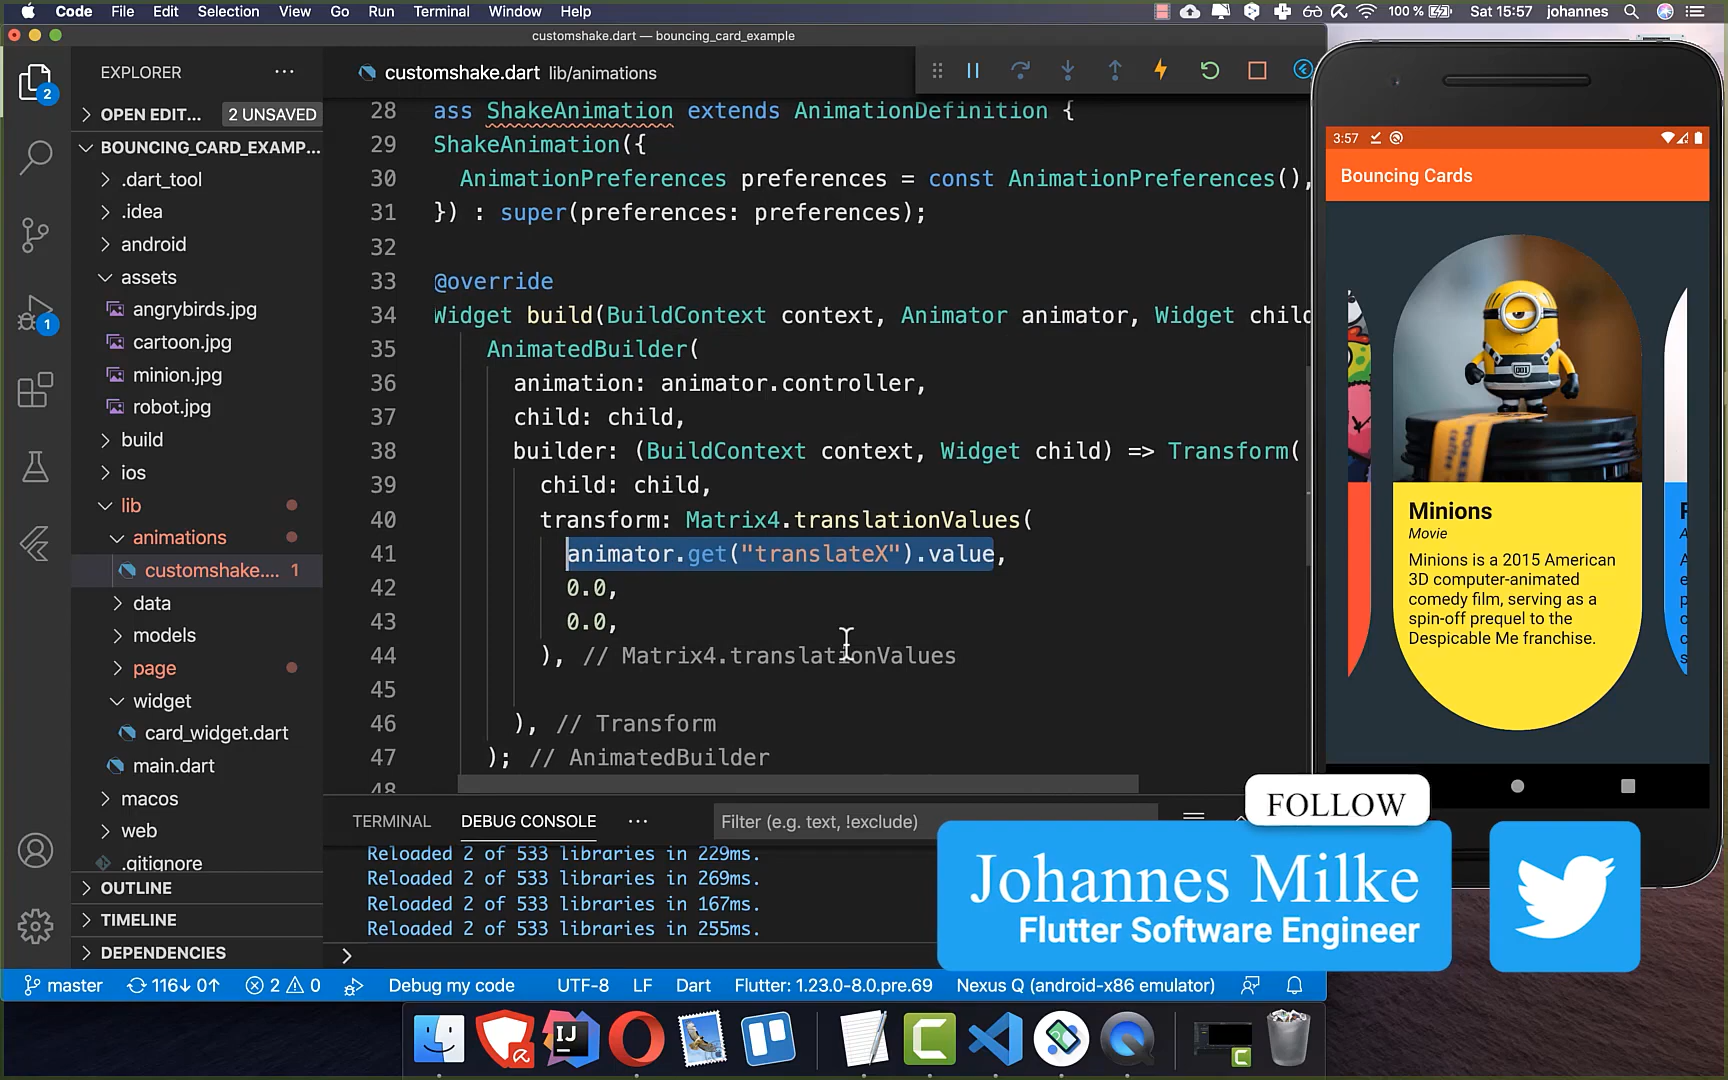 Code File Edit Selection View Go Run Terminal Window Help
100 % Sat 15:57 johannes
customshake.dart — bouncing_card_example
EXPLORER
2
OPEN EDIT... 2 UNSAVED
BOUNCING_CARD_EXAMP...
.dart_tool
.idea
android
assets
angrybirds.jpg
1
cartoon.jpg
minion.jpg
robot.jpg
build
ios
lib
animations
customshake.... 1
data
models
page
widget
card_widget.dart
main.dart
macos
web
.gitignore
OUTLINE
TIMELINE
DEPENDENCIES
customshake.dart lib/animations
28 ass ShakeAnimation extends AnimationDefinition {
29 ShakeAnimation({
30 AnimationPreferences preferences = const AnimationPreferences(),
31 }) : super(preferences: preferences);
32
33 @override
34 Widget build(BuildContext context, Animator animator, Widget child
35 AnimatedBuilder(
36 animation: animator.controller,
37 child: child,
38 builder: (BuildContext context, Widget child) => Transform(
39 child: child,
40 transform: Matrix4.translationValues(
41 animator.get("translateX").value,
42 0.0,
43 0.0,
44 ), // Matrix4.translationValues
45
46 ), // Transform
47 ); // AnimatedBuilder
48
TERMINAL DEBUG CONSOLE ... Filter (e.g. text, !exclude)
Reloaded 2 of 533 libraries in 229ms.
Reloaded 2 of 533 libraries in 269ms.
Reloaded 2 of 533 libraries in 167ms.
Reloaded 2 of 533 libraries in 255ms.
>
master 116↓ 0↑ 2 0 Debug my code UTF-8 LF Dart Flutter: 1.23.0-8.0.pre.69 Nexus Q (android-x86 emulator)
3:57
Bouncing Cards
Minions
Movie
Minions is a 2015 American
3D computer-animated
comedy film, serving as a
spin-off prequel to the
Despicable Me franchise.
FOLLOW
Johannes Milke
Flutter Software Engineer
IJ